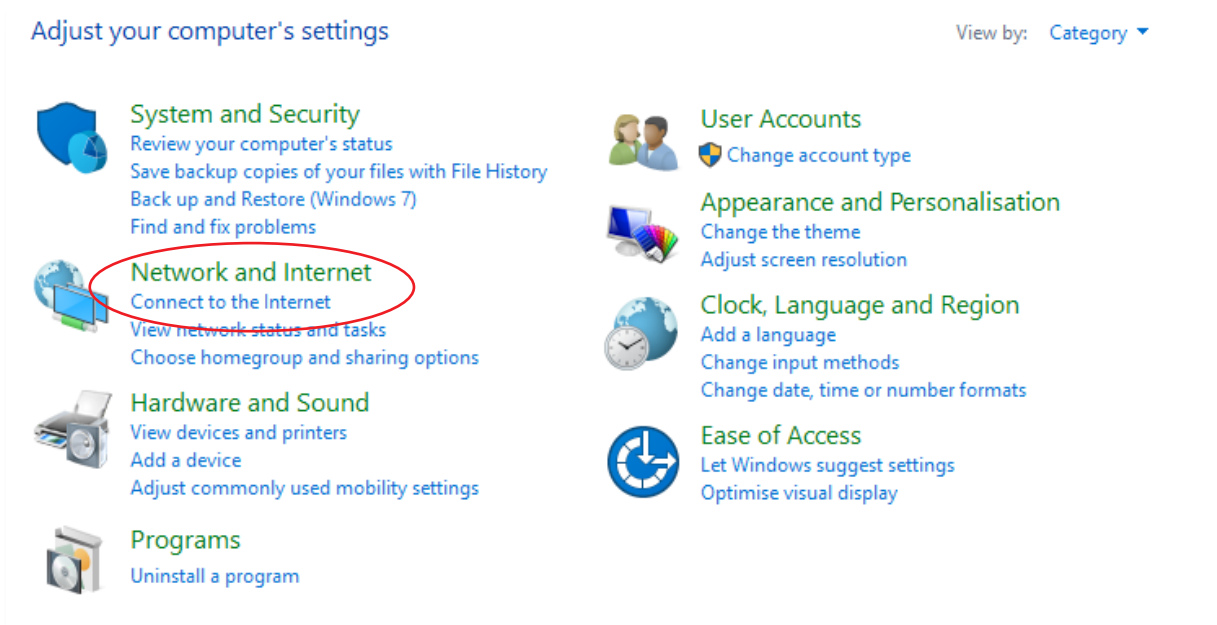 Adjust your computer's settings
View by: Category
System and Security
Review your computer's status
Save backup copies of your files with File History
Back up and Restore (Windows 7)
Find and fix problems
Network and Internet
Connect to the Internet
View network status and tasks
Choose homegroup and sharing options
Hardware and Sound
View devices and printers
Add a device
Adjust commonly used mobility settings
Programs
Uninstall a program
User Accounts
Change account type
Appearance and Personalisation
Change the theme
Adjust screen resolution
Clock, Language and Region
Add a language
Change input methods
Change date, time or number formats
Ease of Access
Let Windows suggest settings
Optimise visual display